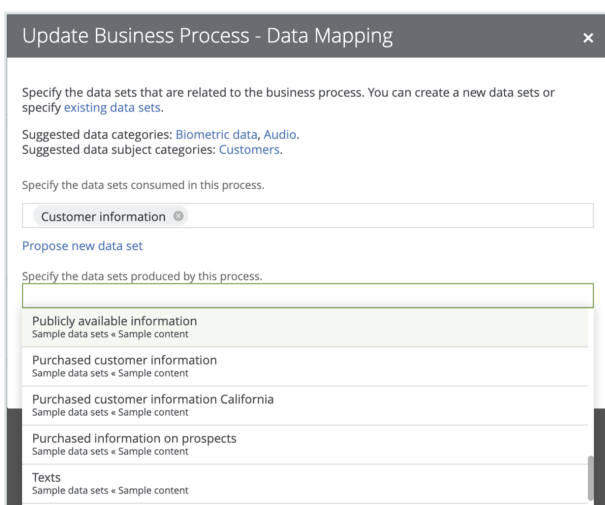 Update Business Process - Data Mapping ×
Specify the data sets that are related to the business process. You can create a new data sets or
specify existing data sets.
Suggested data categories: Biometric data, Audio.
Suggested data subject categories: Customers.
Specify the data sets consumed in this process.
Customer information
Propose new data set
Specify the data sets produced by this process.
Publicly available information
Sample data sets « Sample content
Purchased customer information
Sample data sets « Sample content
Purchased customer information California
Sample data sets « Sample content
Purchased information on prospects
Sample data sets « Sample content
Texts
Sample data sets « Sample content